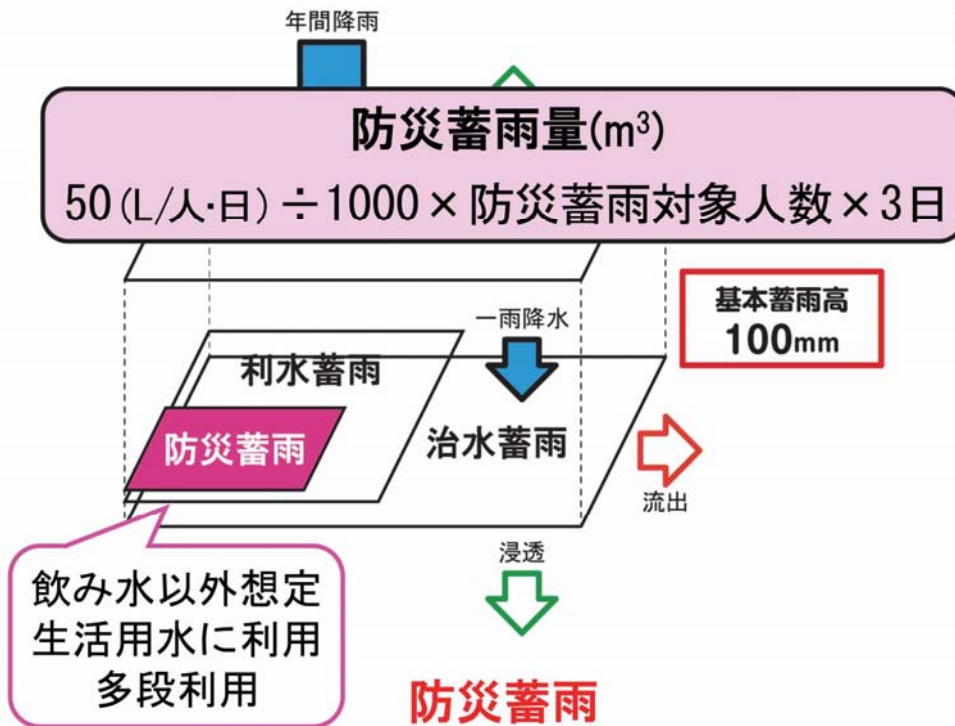 年間降雨
防災蓄雨量(m³)
50(L/人・日)÷1000×防災蓄雨対象人数×3日
基本蓄雨高
100mm
一雨降水
利水蓄雨
防災蓄雨
治水蓄雨
流出
浸透
飲み水以外想定
生活用水に利用
多段利用
防災蓄雨